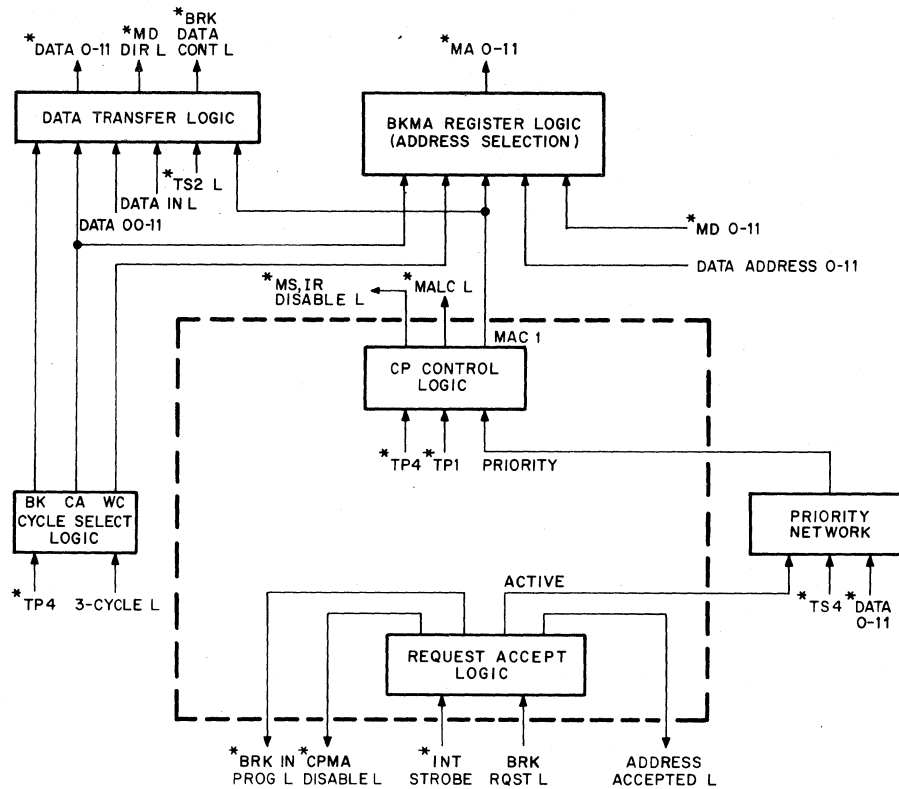 *DATA 0-11
*MD
DIR L
*BRK
DATA
CONT L
*MA 0-11
DATA TRANSFER LOGIC
BKMA REGISTER LOGIC
(ADDRESS SELECTION)
*TS2 L
DATA IN L
DATA 00-11
*MD 0-11
DATA ADDRESS 0-11
*MS, IR
DISABLE L
*MALC L
MAC 1
CP CONTROL
LOGIC
*TP4
*TP1
PRIORITY
BK CA WC
CYCLE SELECT
LOGIC
PRIORITY
NETWORK
*TP4
3-CYCLE L
ACTIVE
*TS4
*DATA
0-11
REQUEST ACCEPT
LOGIC
*BRK IN
PROG L
*CPMA
DISABLE L
*INT
STROBE
BRK
RQST L
ADDRESS
ACCEPTED L